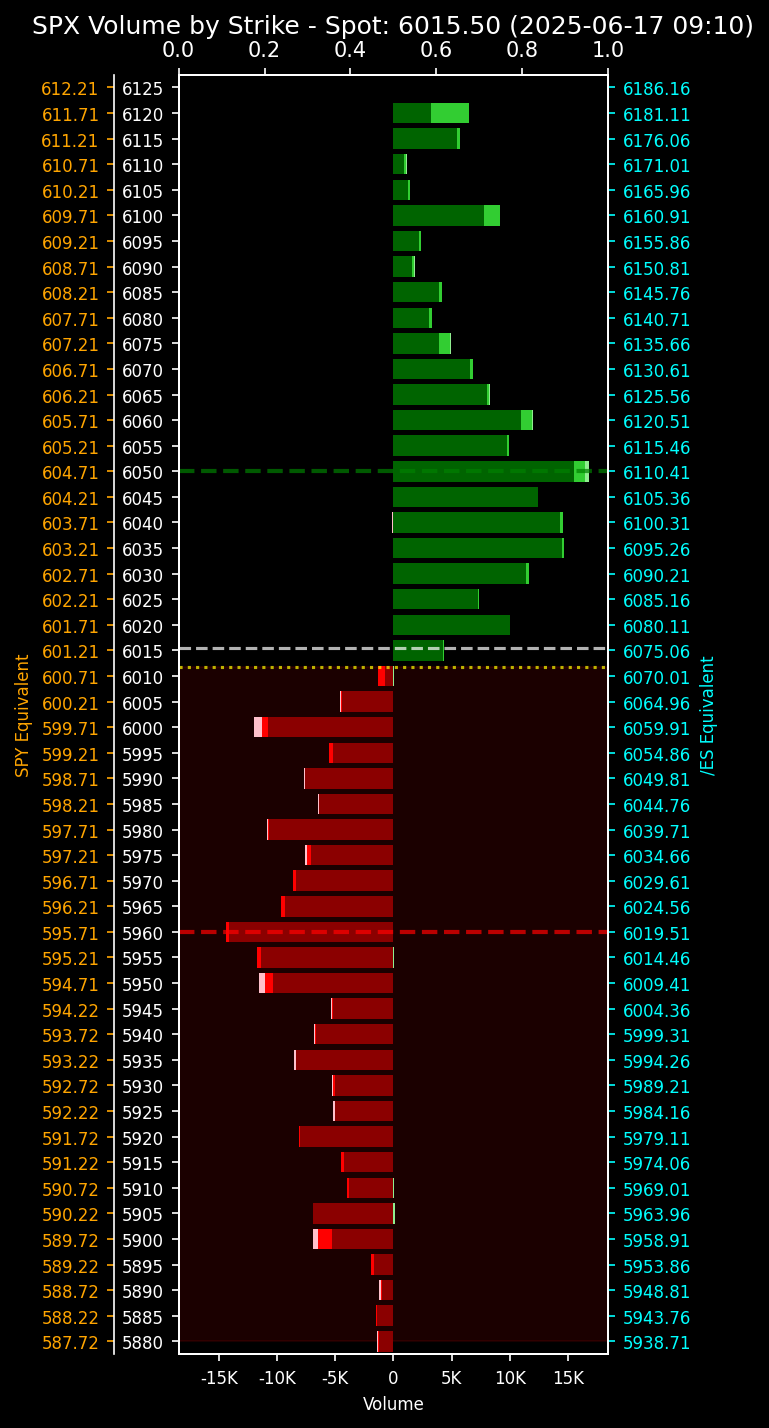 SPX Volume by Strike - Spot: 6015.50 (2025-06-17 09:10)
0.0 0.2 0.4 0.6 0.8 1.0
612.21 6125 6186.16
611.71 6120 6181.11
611.21 6115 6176.06
610.71 6110 6171.01
610.21 6105 6165.96
609.71 6100 6160.91
609.21 6095 6155.86
608.71 6090 6150.81
608.21 6085 6145.76
607.71 6080 6140.71
607.21 6075 6135.66
606.71 6070 6130.61
606.21 6065 6125.56
605.71 6060 6120.51
605.21 6055 6115.46
604.71 6050 6110.41
604.21 6045 6105.36
603.71 6040 6100.31
603.21 6035 6095.26
602.71 6030 6090.21
602.21 6025 6085.16
601.71 6020 6080.11
601.21 6015 6075.06
600.71 6010 6070.01
600.21 6005 6064.96
599.71 6000 6059.91
599.21 5995 6054.86
598.71 5990 6049.81
598.21 5985 6044.76
597.71 5980 6039.71
597.21 5975 6034.66
596.71 5970 6029.61
596.21 5965 6024.56
595.71 5960 6019.51
595.21 5955 6014.46
594.71 5950 6009.41
594.22 5945 6004.36
593.72 5940 5999.31
593.22 5935 5994.26
592.72 5930 5989.21
592.22 5925 5984.16
591.72 5920 5979.11
591.22 5915 5974.06
590.72 5910 5969.01
590.22 5905 5963.96
589.72 5900 5958.91
589.22 5895 5953.86
588.72 5890 5948.81
588.22 5885 5943.76
587.72 5880 5938.71
SPY Equivalent
/ES Equivalent
-15K -10K -5K 0 5K 10K 15K
Volume